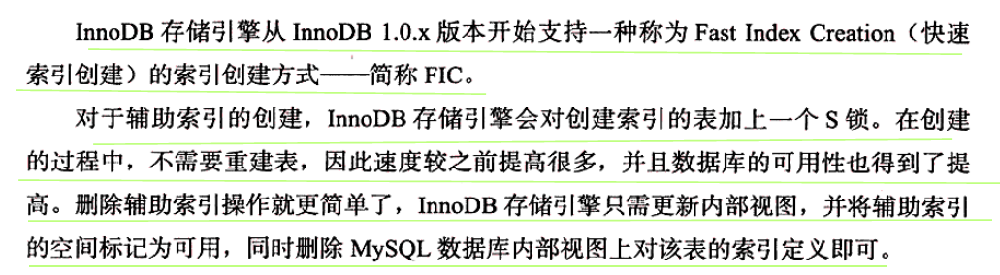 InnoDB 存储引擎从 InnoDB 1.0.x 版本开始支持一种称为 Fast Index Creation（快速
索引创建）的索引创建方式——简称 FIC。
对于辅助索引的创建，InnoDB 存储引擎会对创建索引的表加上一个 S 锁。在创建
的过程中，不需要重建表，因此速度较之前提高很多，并且数据库的可用性也得到了提
高。删除辅助索引操作就更简单了，InnoDB 存储引擎只需更新内部视图，并将辅助索引
的空间标记为可用，同时删除 MySQL 数据库内部视图上对该表的索引定义即可。